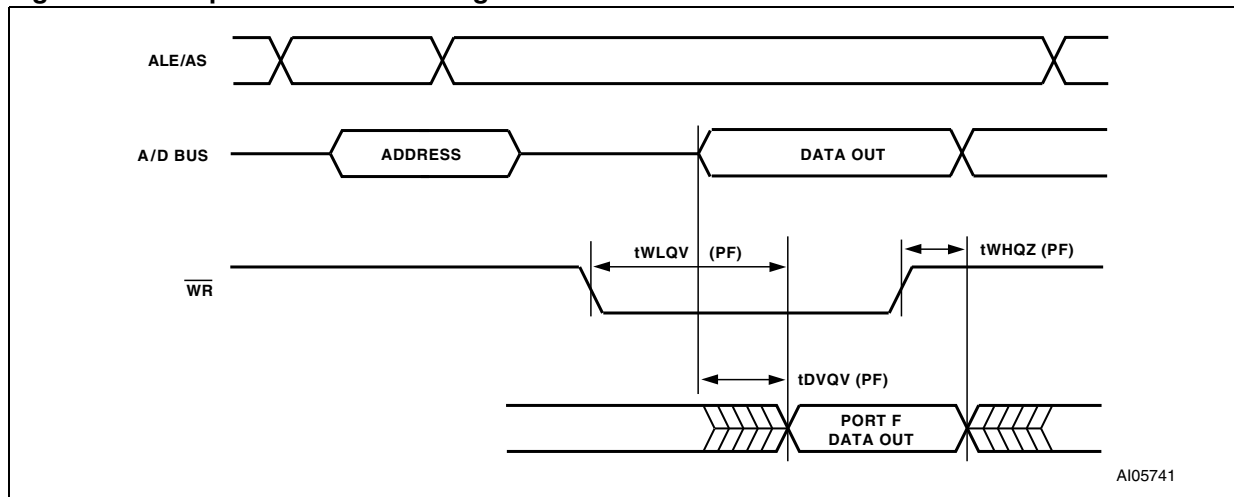 ALE/AS
A/D BUS
ADDRESS
DATA OUT
tWLQV (PF)
tWHQZ (PF)
WR
tDVQV (PF)
PORT F
DATA OUT
AI05741